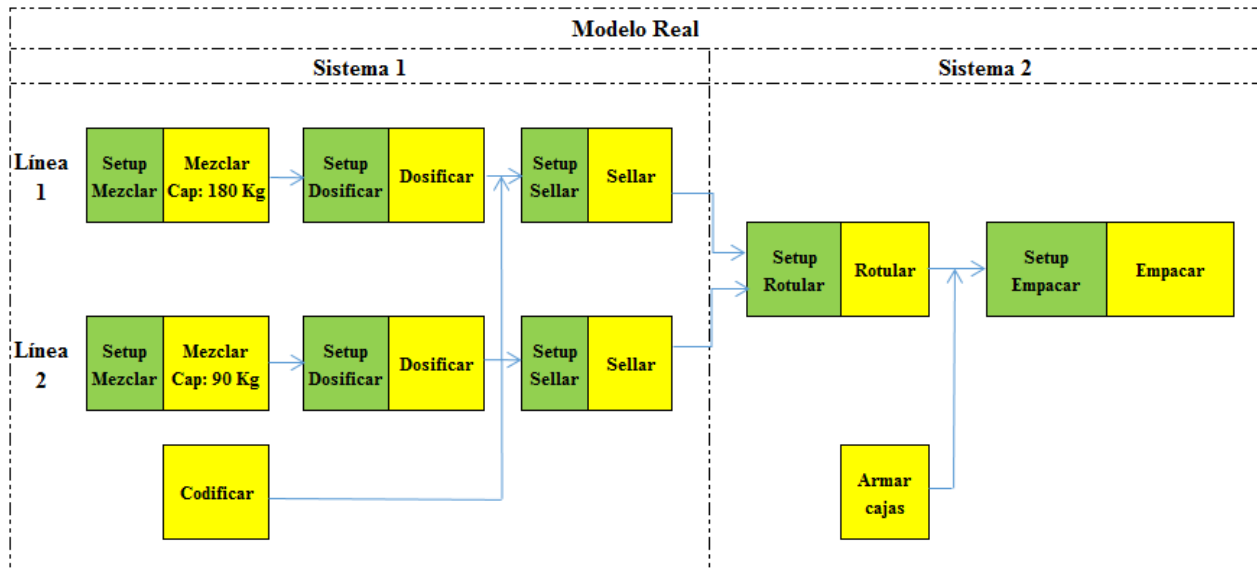 Modelo Real
Sistema 1
Sistema 2
Línea
1
Setup
Mezclar
Mezclar
Cap: 180 Kg
Setup
Dosificar
Dosificar
Setup
Sellar
Sellar
Setup
Rotular
Rotular
Setup
Empacar
Empacar
Línea
2
Setup
Mezclar
Mezclar
Cap: 90 Kg
Setup
Dosificar
Dosificar
Setup
Sellar
Sellar
Codificar
Armar
cajas